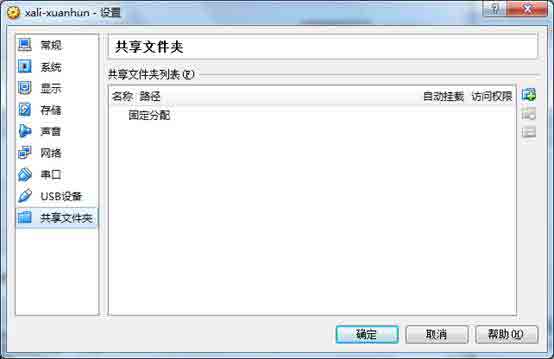 xali-xuanhun - 设置
常规
系统
显示
存储
声音
网络
串口
USB设备
共享文件夹
共享文件夹
共享文件夹列表(F)
名称 路径 自动挂载 访问权限
固定分配
确定 取消 帮助(H)